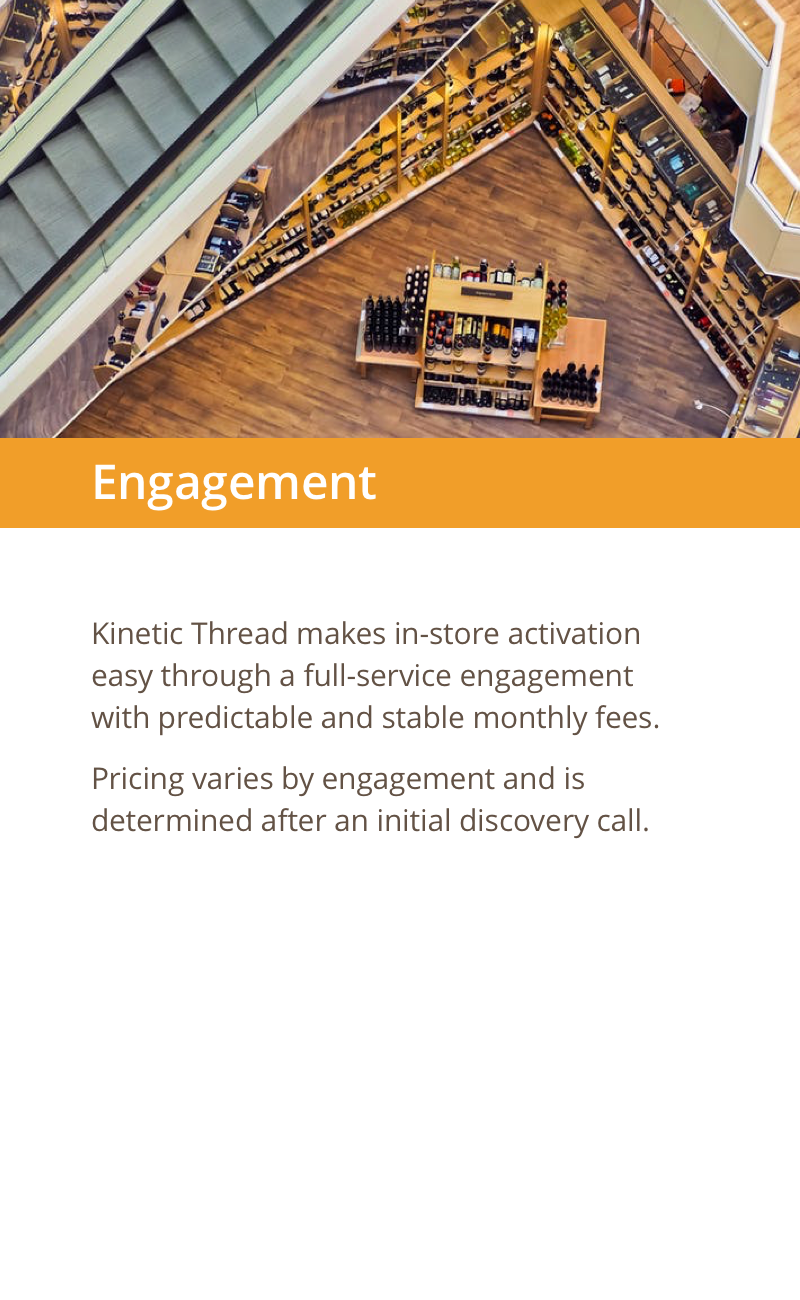 Engagement
Kinetic Thread makes in-store activation
easy through a full-service engagement
with predictable and stable monthly fees.
Pricing varies by engagement and is
determined after an initial discovery call.